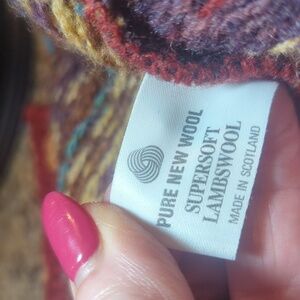 PURE NEW WOOL
SUPERSOFT
LAMBSWOOL
MADE IN SCOTLAND